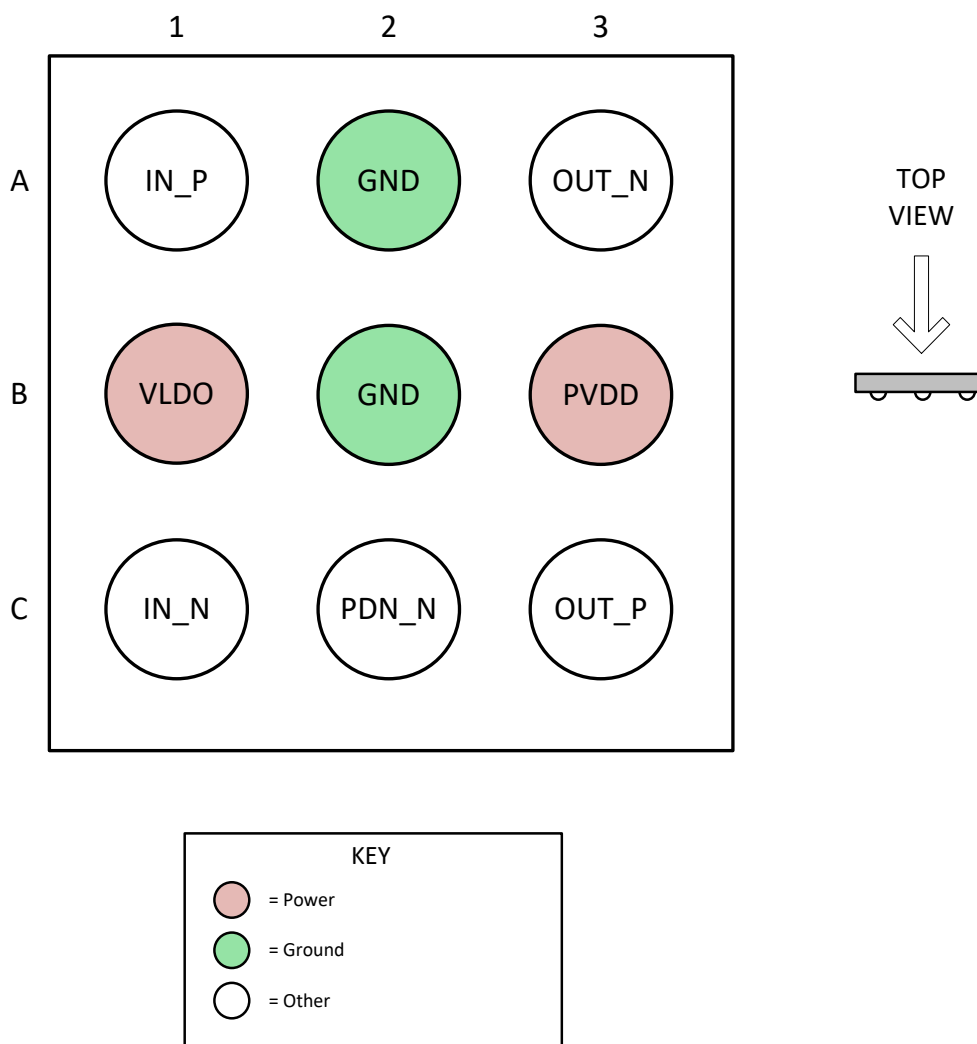 1 2 3
A IN_P GND OUT_N
TOP
VIEW
B VLDO GND PVDD
C IN_N PDN_N OUT_P
KEY
= Power
= Ground
= Other